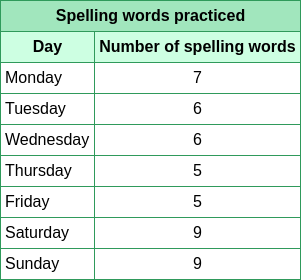 Spelling words practiced
Day Number of spelling words
Monday 7
Tuesday 6
Wednesday 6
Thursday 5
Friday 5
Saturday 9
Sunday 9